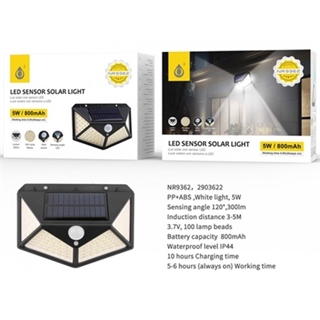 NR9362
LED SENSOR SOLAR LIGHT
5W / 800mAh
NR9362
LED SENSOR SOLAR LIGHT
5W / 800mAh
NR9362，2903622
PP+ABS ,White light, 5W
Sensing angle 120°,300lm
Induction distance 3-5M
3.7V, 100 lamp beads
Battery capacity  800mAh
Waterproof level IP44
10 hours Charging time
5-6 hours (always on) Working time